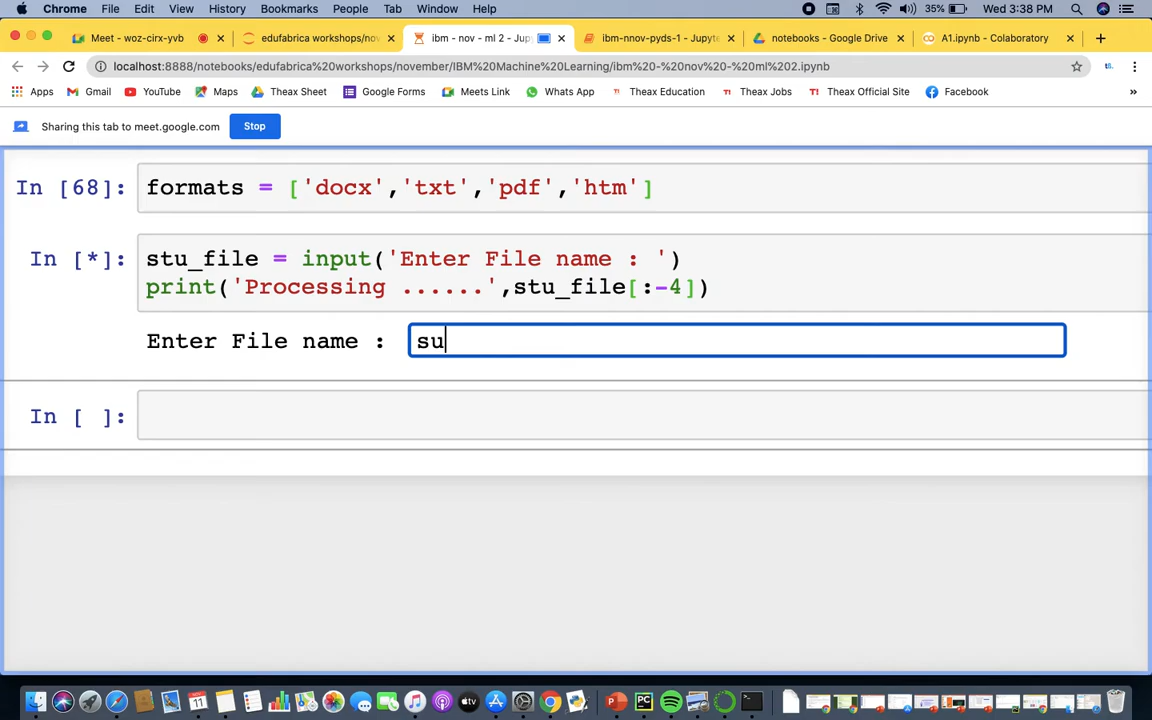 Chrome File Edit View History Bookmarks People Tab Window Help 35% Wed 3:38 PM
Meet - woz-cirx-yvb edufabrica workshops/nov ibm - nov - ml 2 - Jup ibm-nnov-pyds-1 - Jupyte notebooks - Google Drive A1.ipynb - Colaboratory
localhost:8888/notebooks/edufabrica%20workshops/november/IBM%20Machine%20Learning/ibm%20-%20nov%20-%20ml%202.ipynb
Apps Gmail YouTube Maps Theax Sheet Google Forms Meets Link Whats App Theax Education Theax Jobs Theax Official Site Facebook »
Sharing this tab to meet.google.com Stop
In [68]: formats = ['docx','txt','pdf','htm']
In [*]: stu_file = input('Enter File name : ')
print('Processing ......',stu_file[:-4])
Enter File name : su
In [ ]: